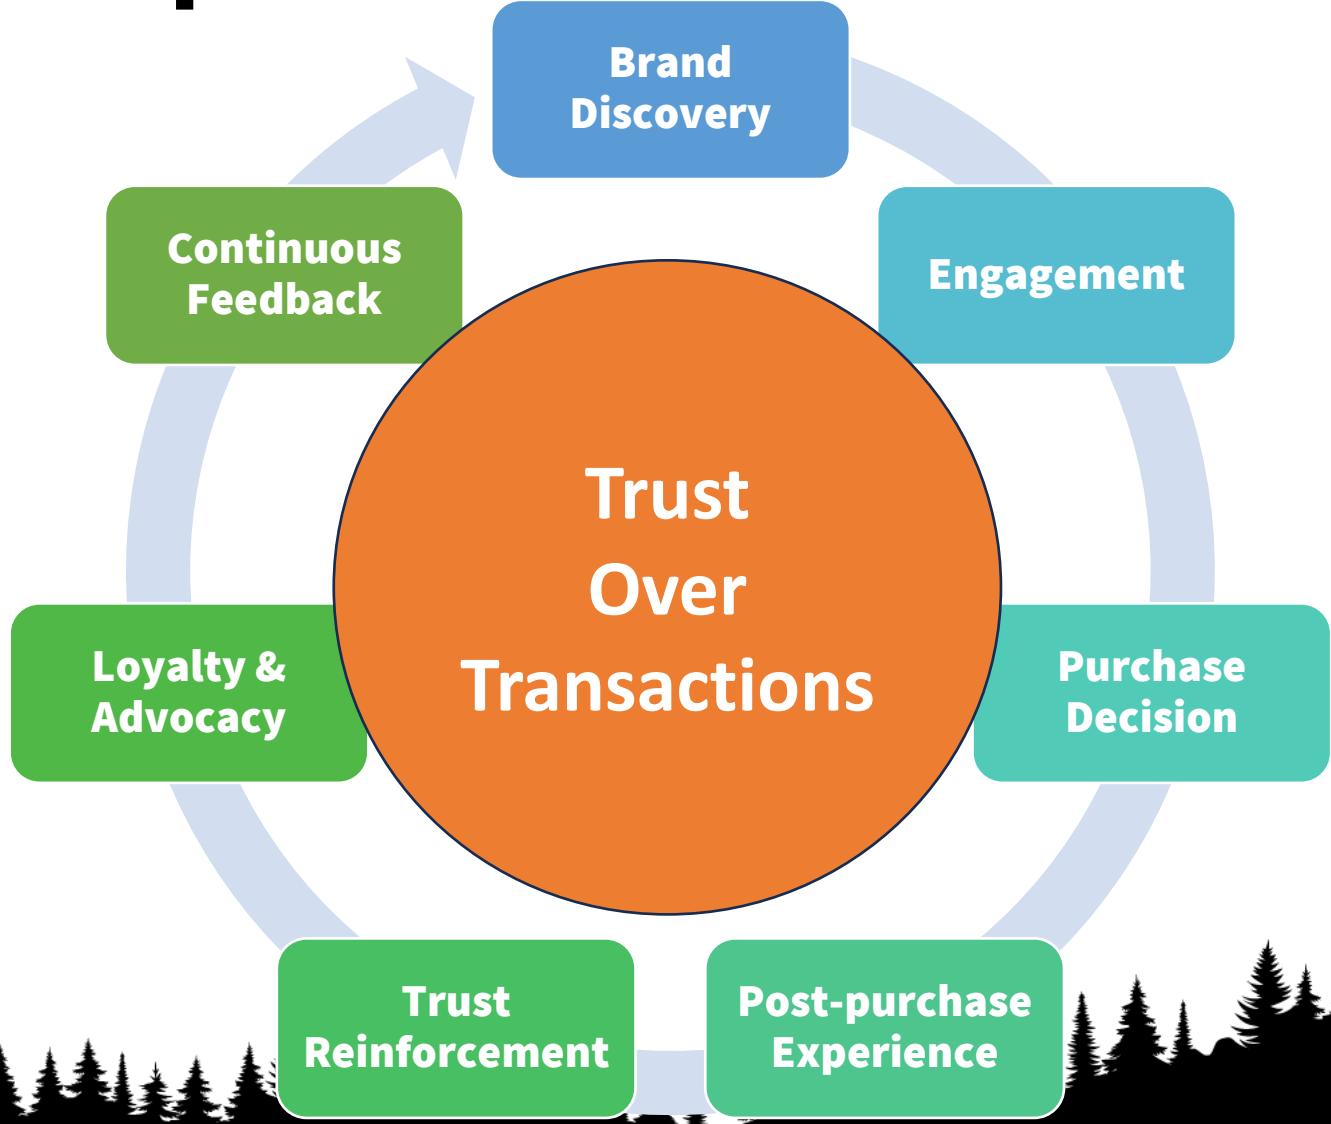 Brand
Discovery
Engagement
Purchase
Decision
Post-purchase
Experience
Trust
Reinforcement
Loyalty &
Advocacy
Continuous
Feedback
Trust
Over
Transactions